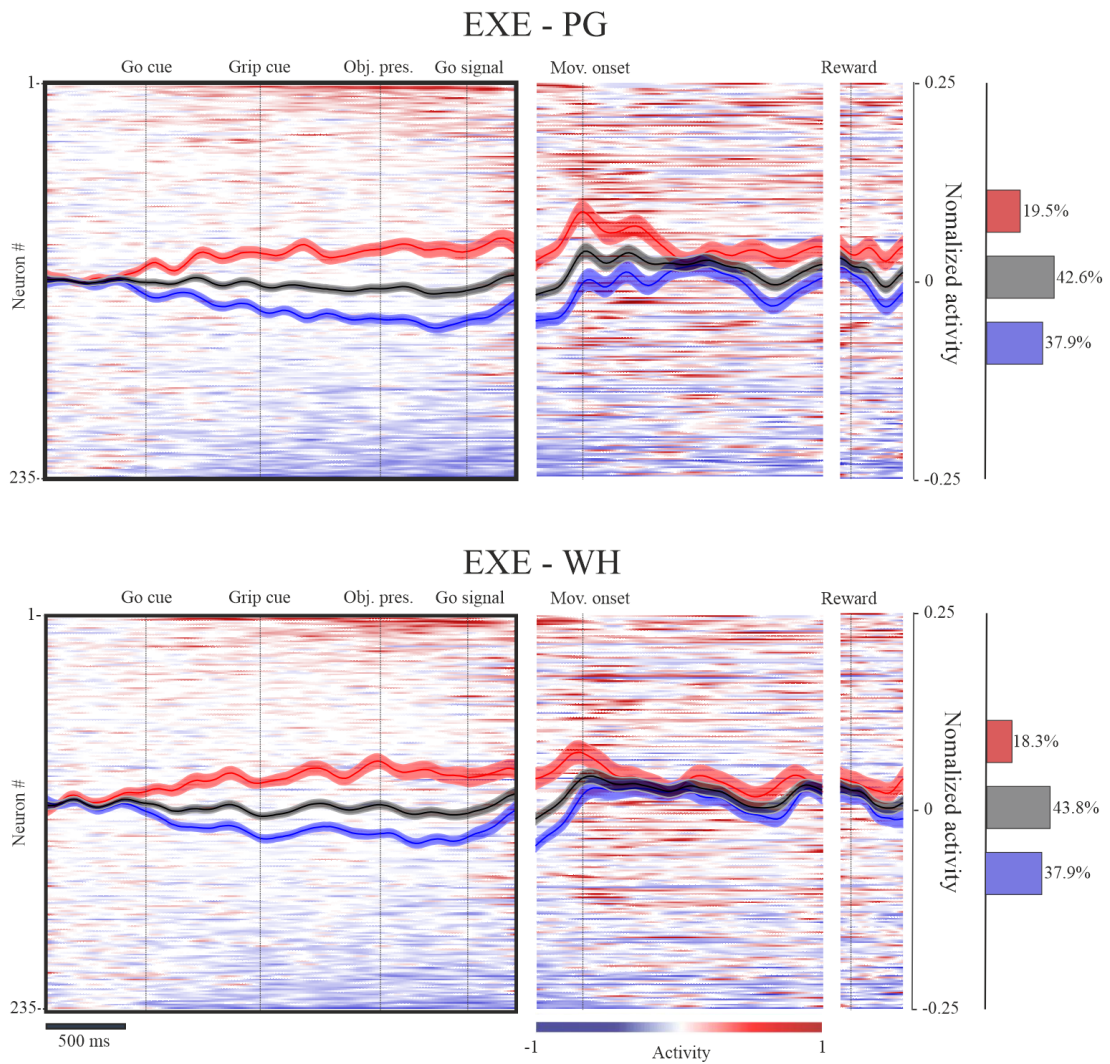 EXE - PG
Go cue Grip cue Obj. pres. Go signal Mov. onset Reward
1-
Neuron #
235-
0.25
0
-0.25
Nomalized activity
19.5%
42.6%
37.9%
EXE - WH
Go cue Grip cue Obj. pres. Go signal Mov. onset Reward
1-
Neuron #
235-
0.25
0
-0.25
Nomalized activity
18.3%
43.8%
37.9%
500 ms
-1 Activity 1